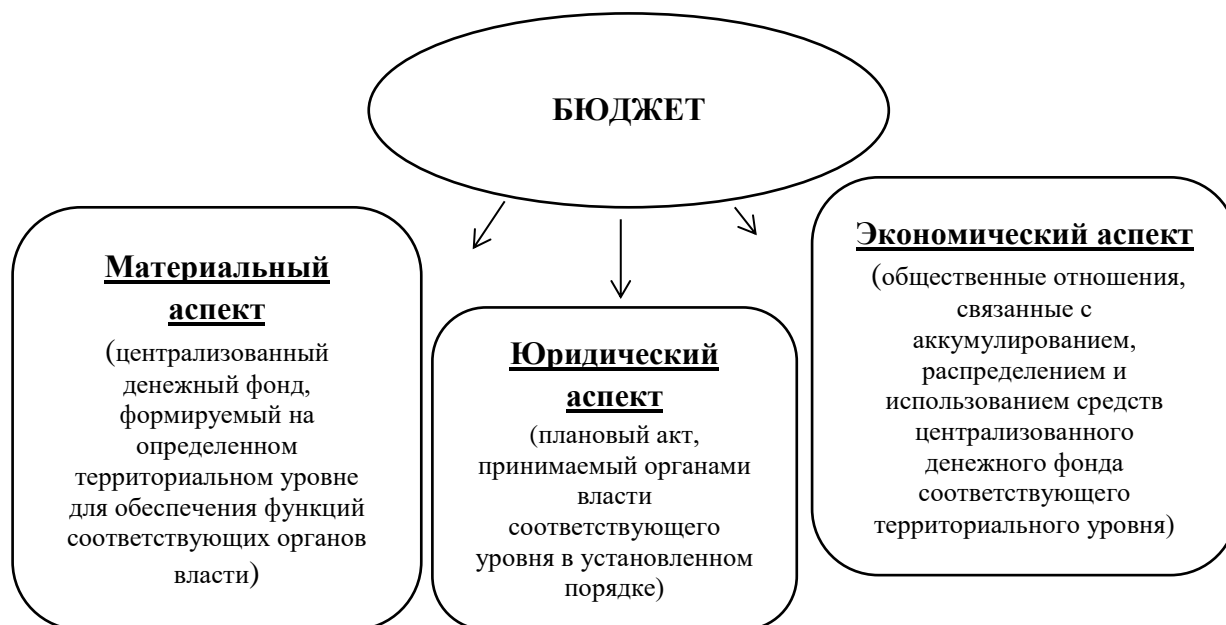 БЮДЖЕТ
Материальный
аспект
(централизованный
денежный фонд,
формируемый на
определенном
территориальном уровне
для обеспечения функций
соответствующих органов
власти)
Юридический
аспект
(плановый акт,
принимаемый органами
власти
соответствующего
уровня в установленном
порядке)
Экономический аспект
(общественные отношения,
связанные с
аккумулированием,
распределением и
использованием средств
централизованного
денежного фонда
соответствующего
территориального уровня)